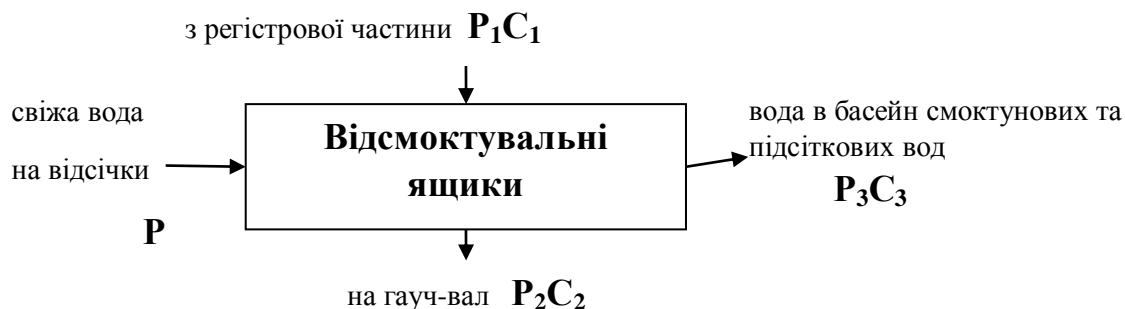 з регістрової частини P₁C₁
свіжа вода
на відсічки
P
Відсмоктувальні
ящики
вода в басейн смоктунових та
підсіткових вод
P₃C₃
на гауч-вал P₂C₂